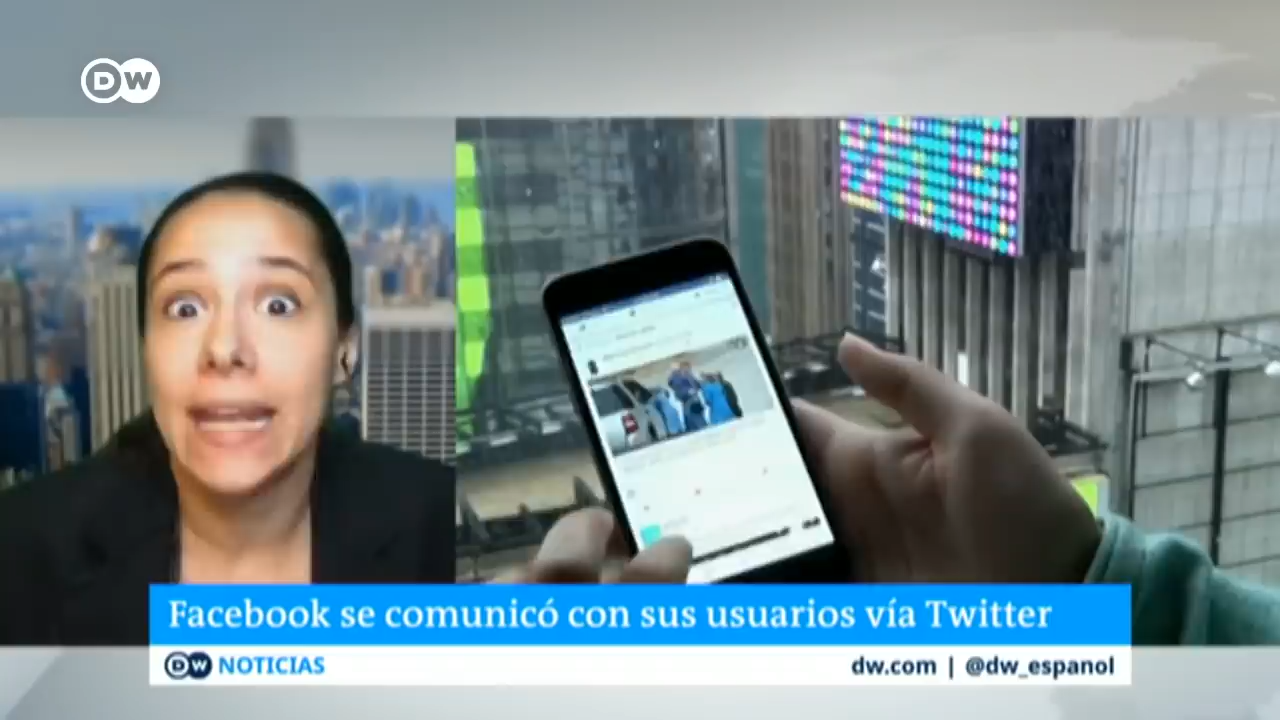 DW
Facebook se comunicó con sus usuarios vía Twitter
DW NOTICIAS
dw.com | @dw_espanol